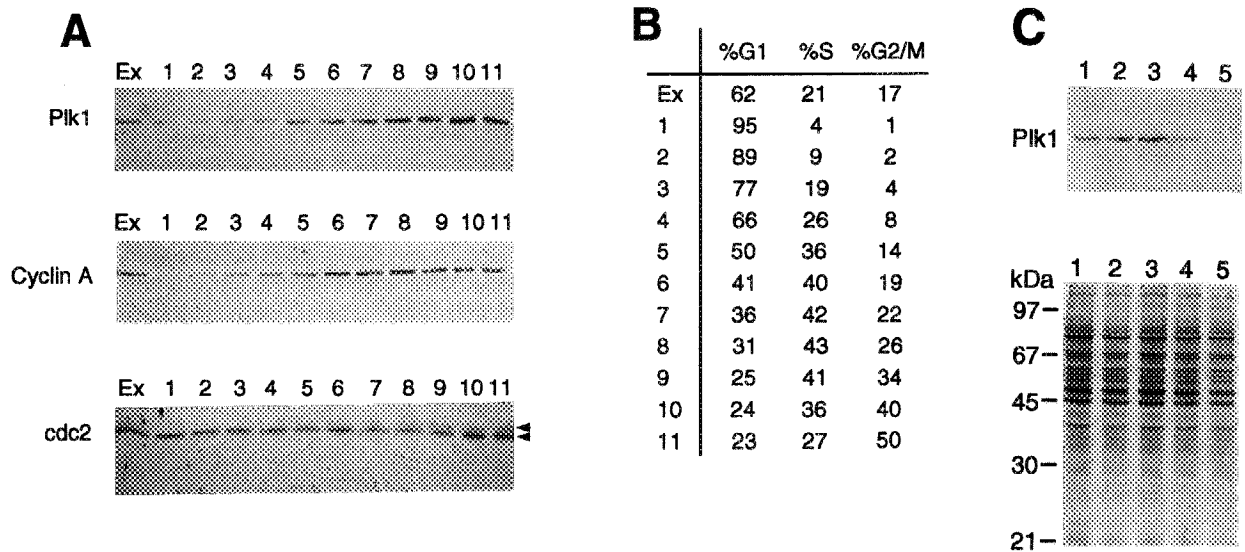 A
Ex 1 2 3 4 5 6 7 8 9 10 11
Plk1
Ex 1 2 3 4 5 6 7 8 9 10 11
Cyclin A
Ex 1 2 3 4 5 6 7 8 9 10 11
cdc2
B
%G1 %S %G2/M
Ex 62 21 17
1 95 4 1
2 89 9 2
3 77 19 4
4 66 26 8
5 50 36 14
6 41 40 19
7 36 42 22
8 31 43 26
9 25 41 34
10 24 36 40
11 23 27 50
C
1 2 3 4 5
Plk1
1 2 3 4 5
kDa
97
67
45
30
21